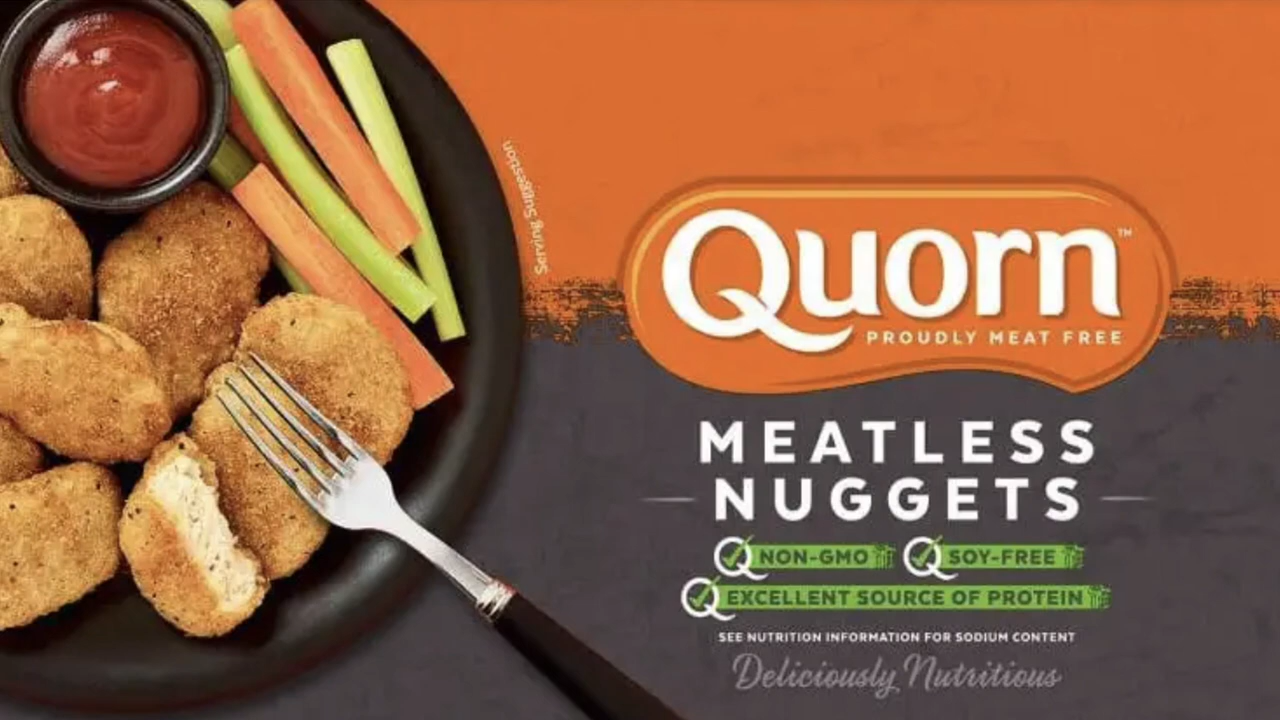 Serving Suggestion
Quorn™
PROUDLY MEAT FREE
MEATLESS
NUGGETS
NON-GMO SOY-FREE
EXCELLENT SOURCE OF PROTEIN
SEE NUTRITION INFORMATION FOR SODIUM CONTENT
Deliciously Nutritious